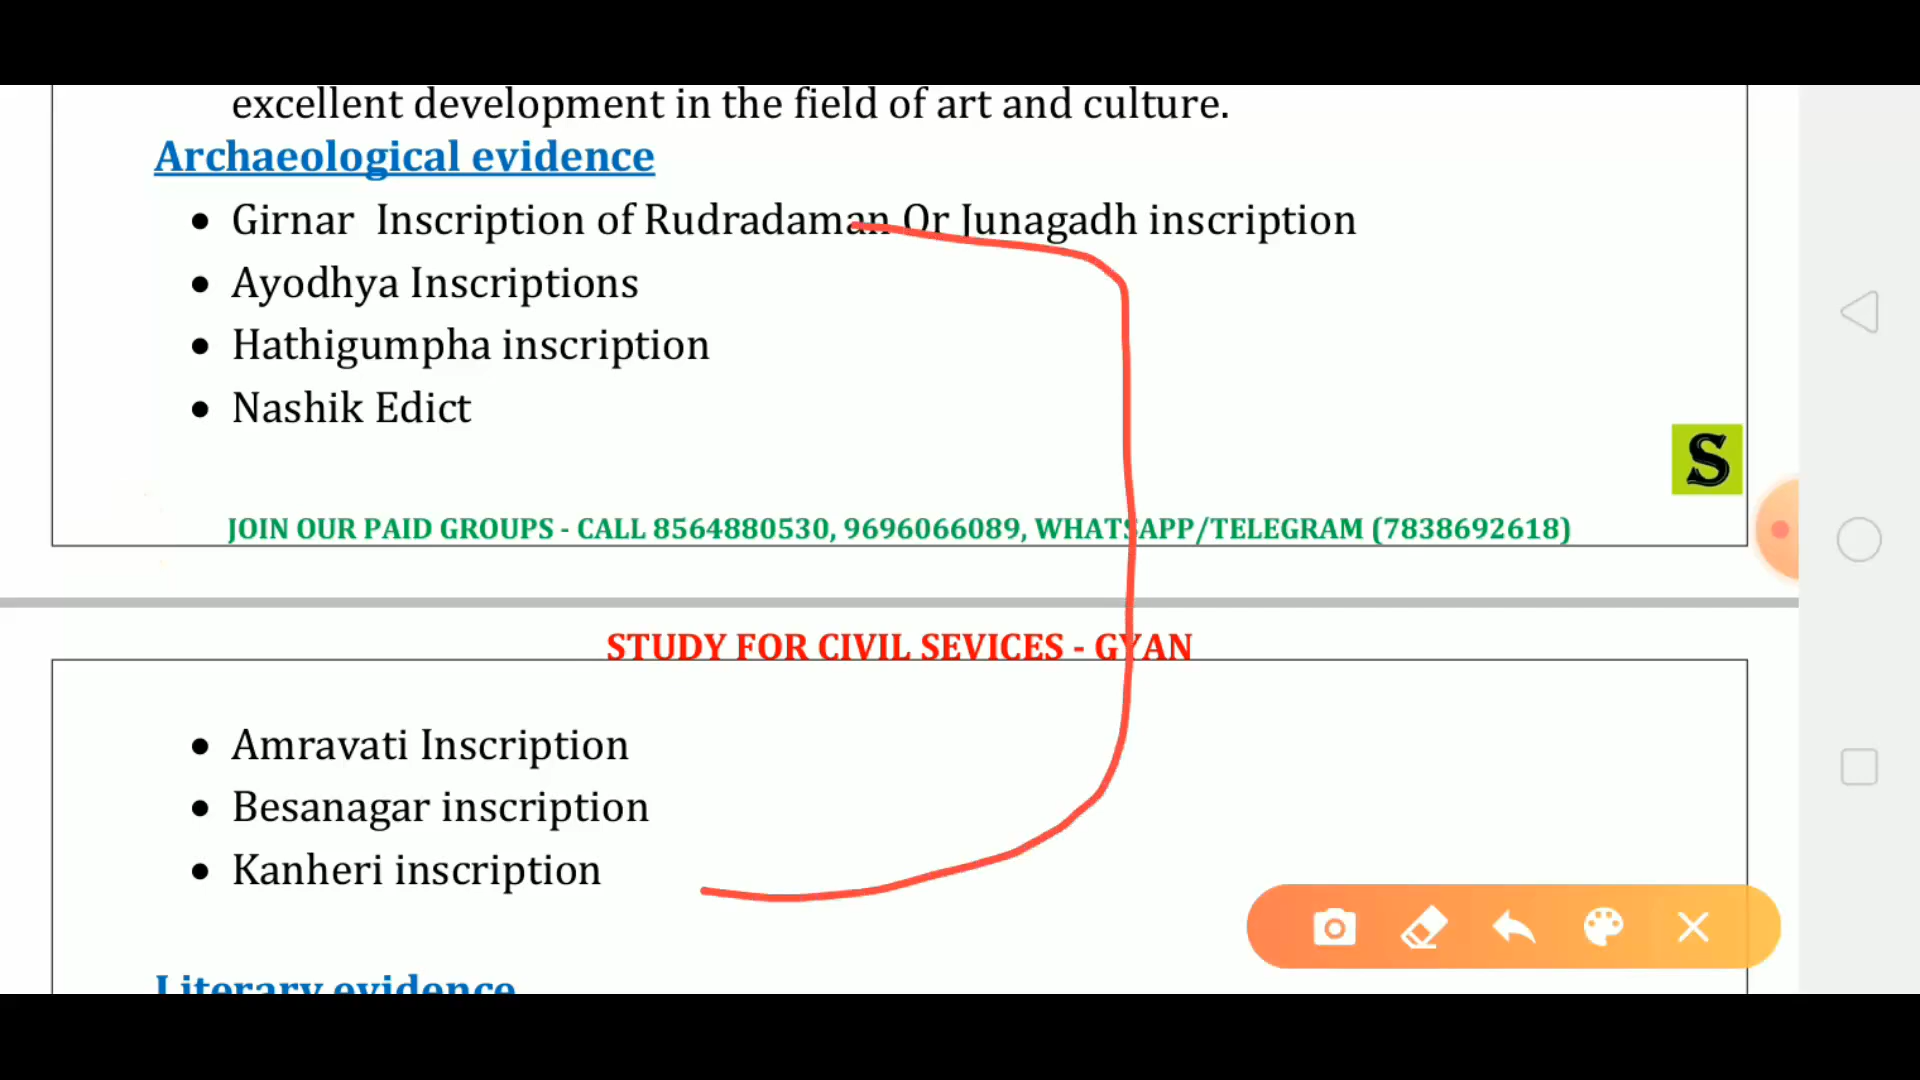 excellent development in the field of art and culture.
Archaeological evidence
• Girnar Inscription of Rudradaman Or Junagadh inscription
• Ayodhya Inscriptions
• Hathigumpha inscription
• Nashik Edict
S
JOIN OUR PAID GROUPS - CALL 8564880530, 9696066089, WHATSAPP/TELEGRAM (7838692618)
STUDY FOR CIVIL SEVICES - GYAN
• Amravati Inscription
• Besanagar inscription
• Kanheri inscription
Literary evidence